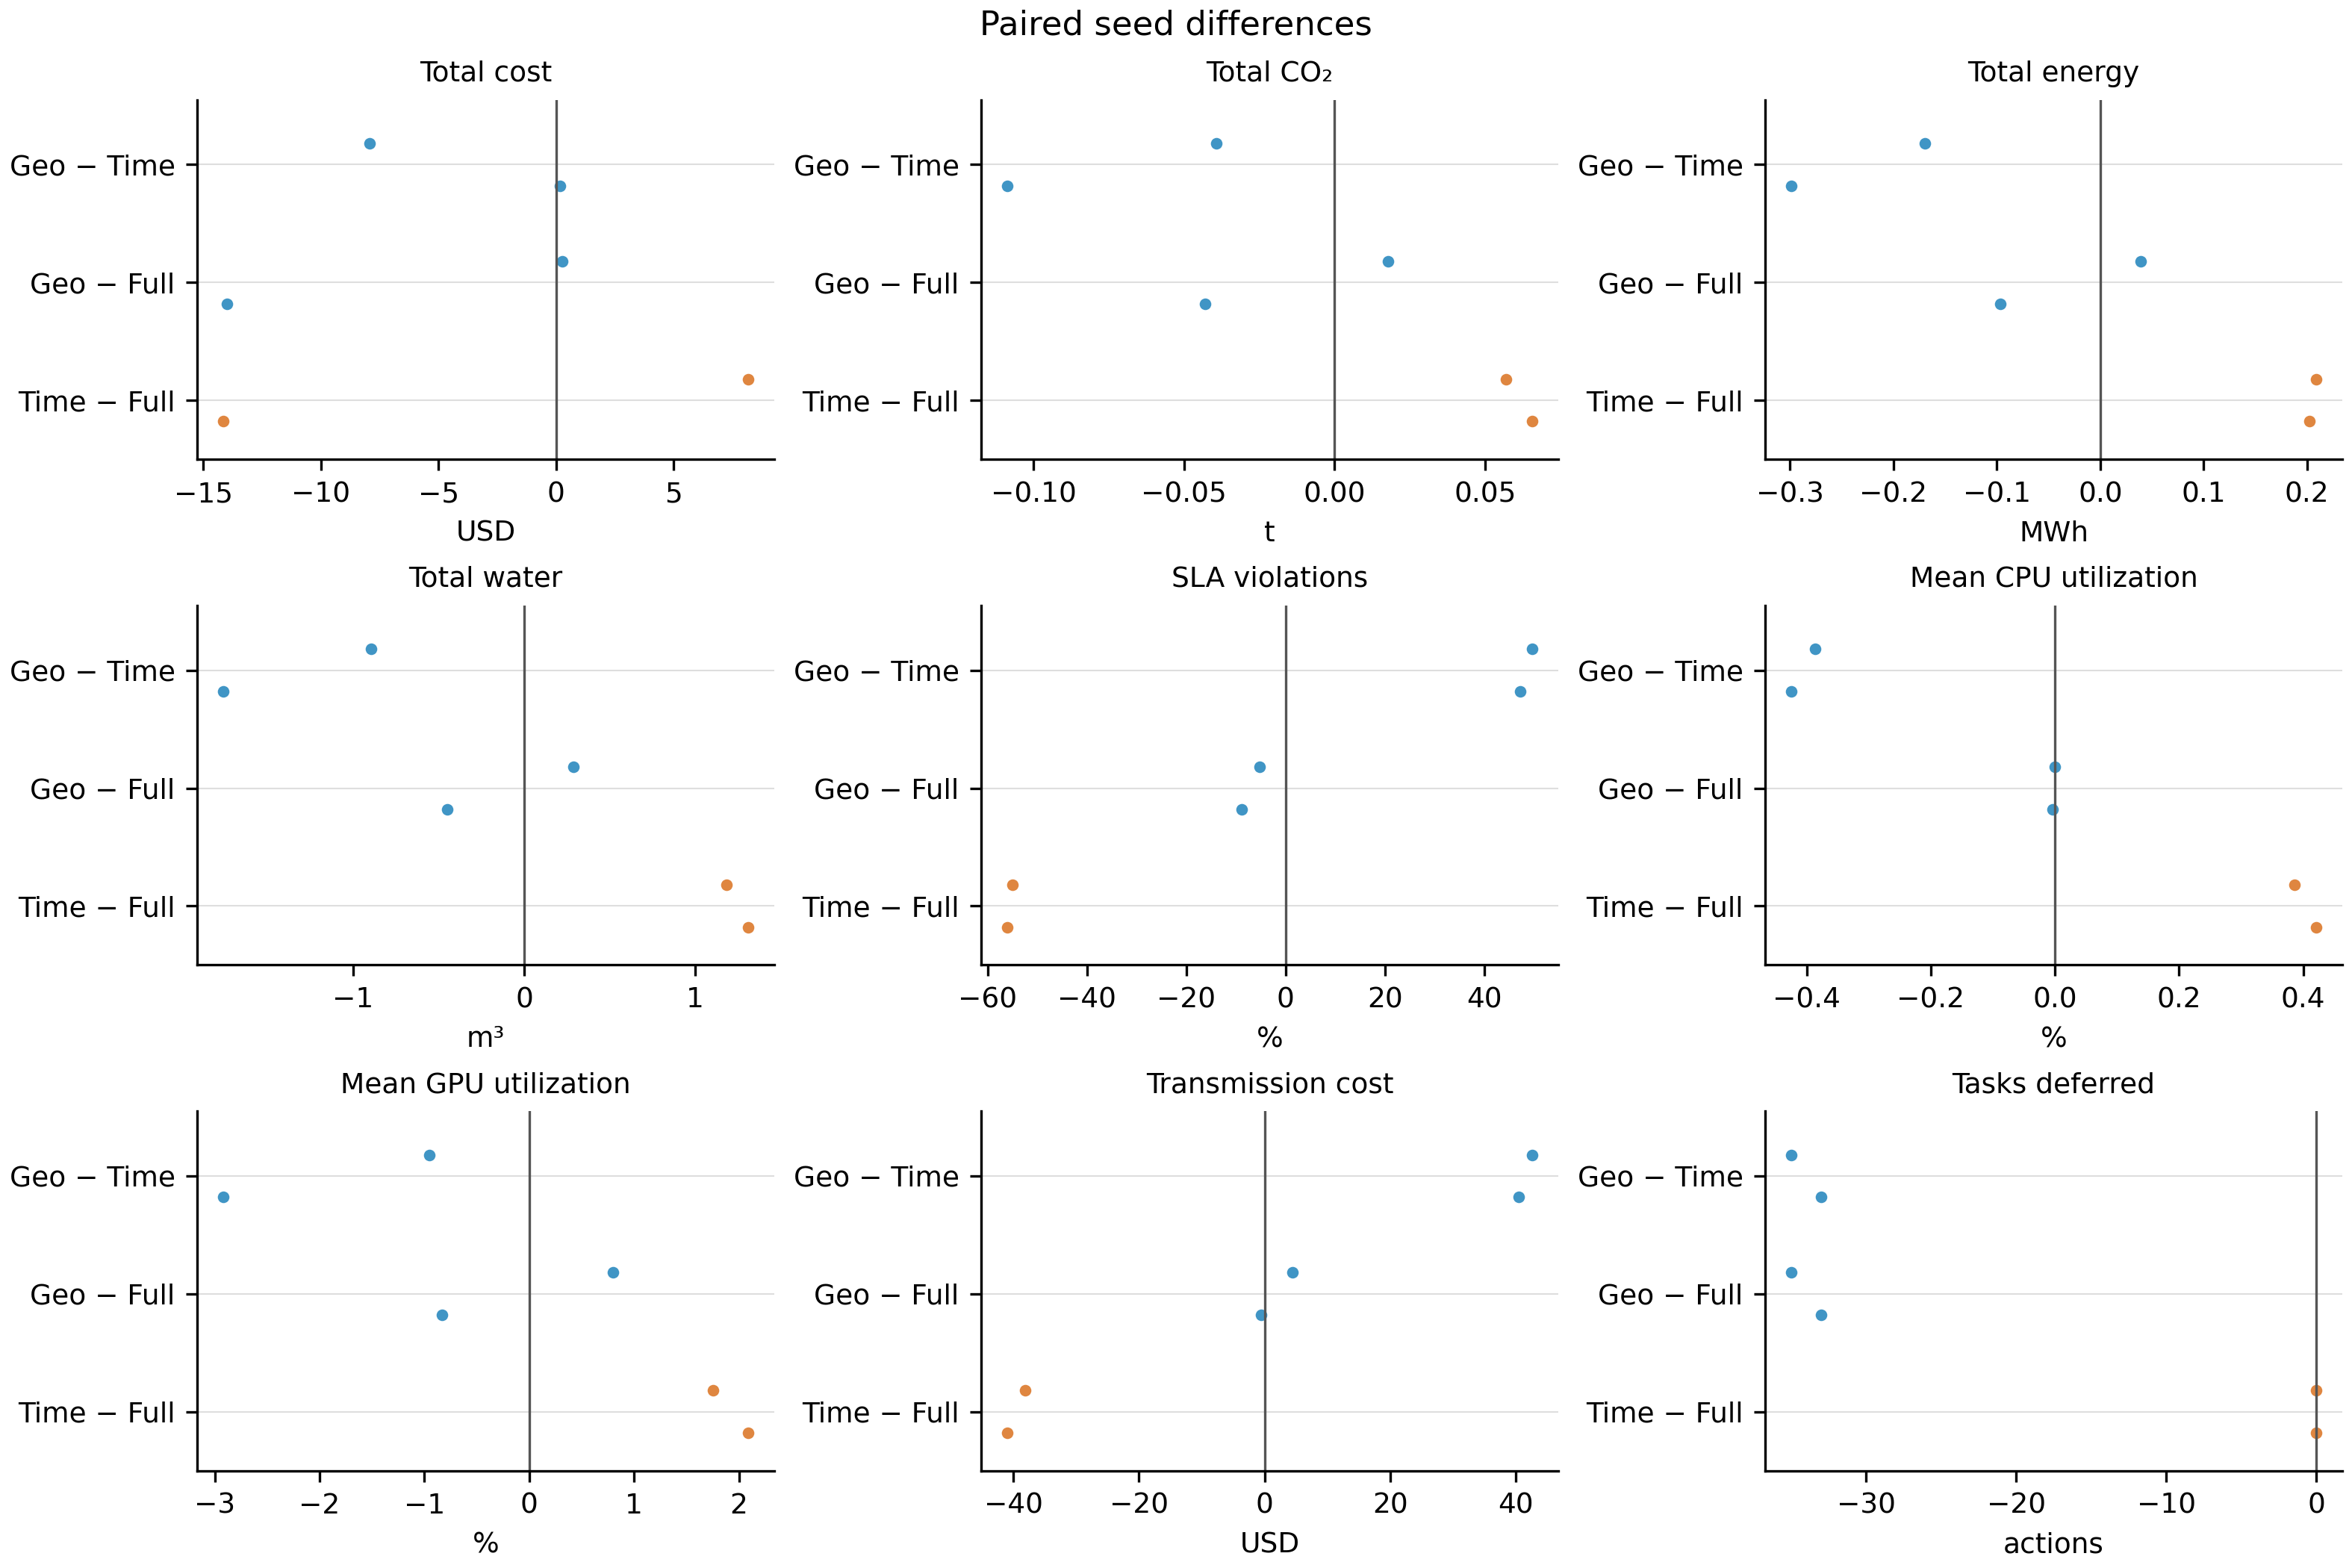 Paired seed differences
Total cost
Geo − Time
Geo − Full
Time − Full
−15 −10 −5 0 5
USD
Total CO₂
Geo − Time
Geo − Full
Time − Full
−0.10 −0.05 0.00 0.05
t
Total energy
Geo − Time
Geo − Full
Time − Full
−0.3 −0.2 −0.1 0.0 0.1 0.2
MWh
Total water
Geo − Time
Geo − Full
Time − Full
−1 0 1
m³
SLA violations
Geo − Time
Geo − Full
Time − Full
−60 −40 −20 0 20 40
%
Mean CPU utilization
Geo − Time
Geo − Full
Time − Full
−0.4 −0.2 0.0 0.2 0.4
%
Mean GPU utilization
Geo − Time
Geo − Full
Time − Full
−3 −2 −1 0 1 2
%
Transmission cost
Geo − Time
Geo − Full
Time − Full
−40 −20 0 20 40
USD
Tasks deferred
Geo − Time
Geo − Full
Time − Full
−30 −20 −10 0
actions